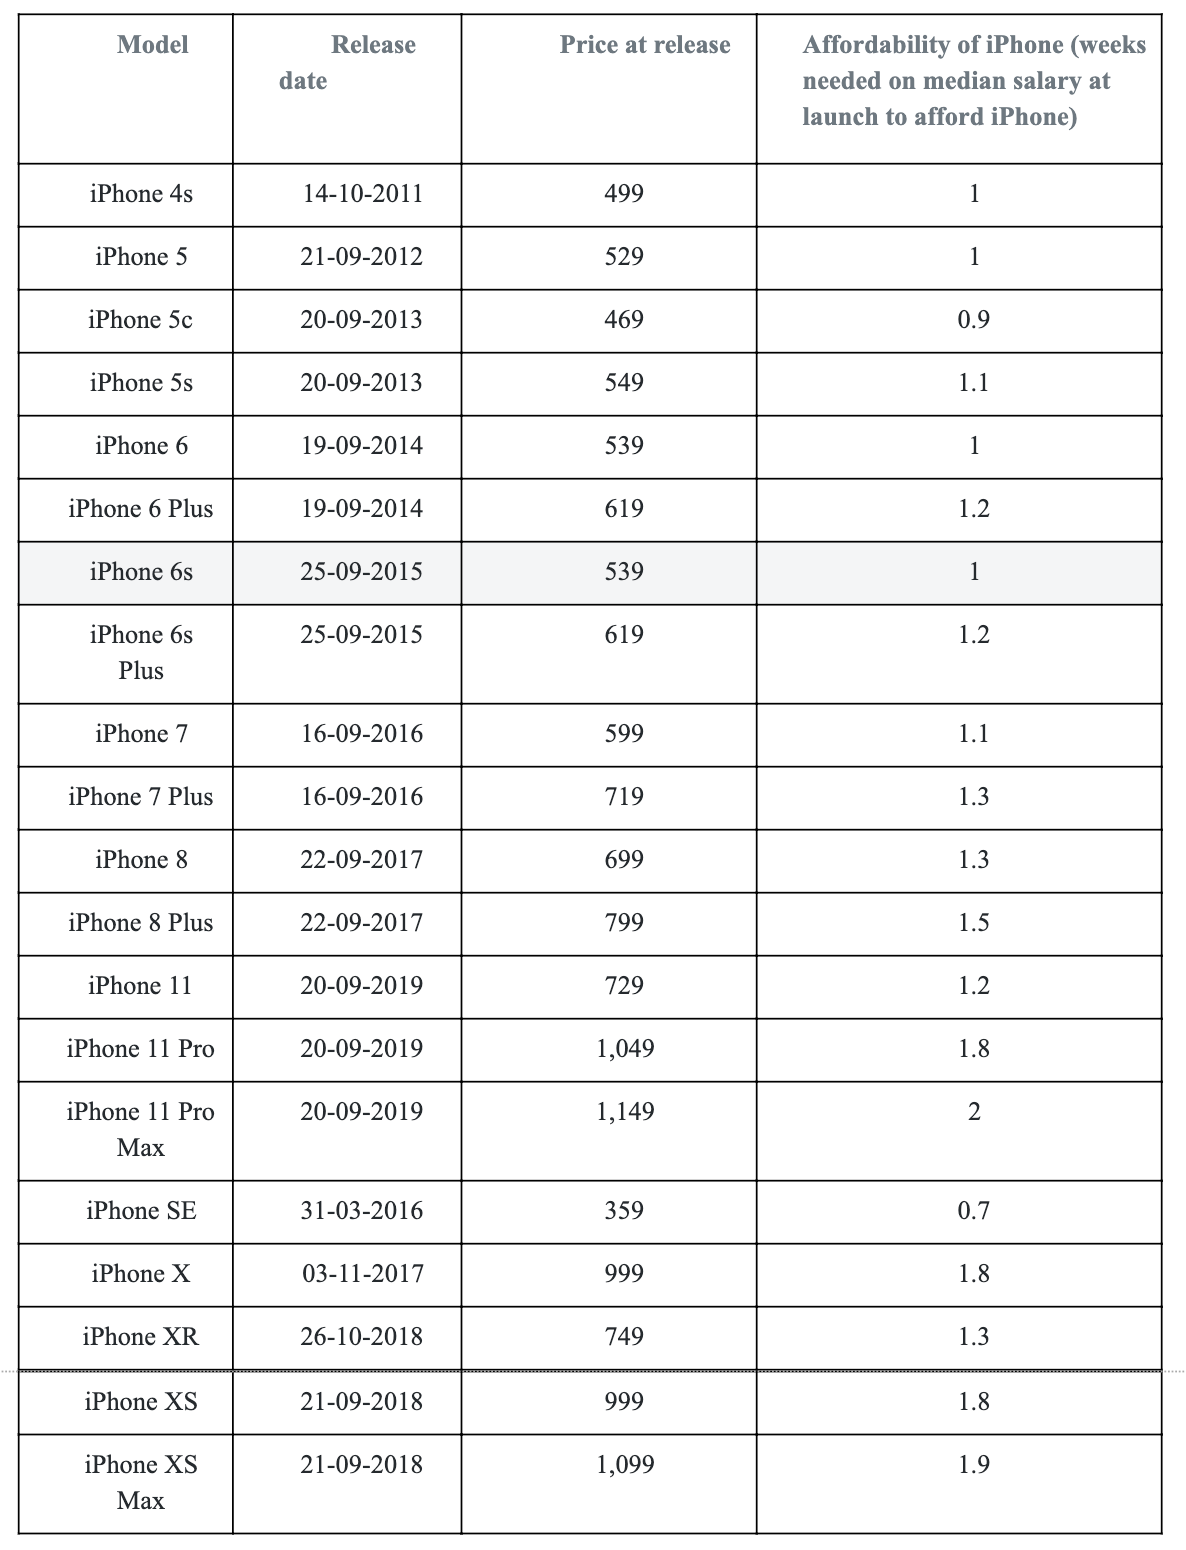 Model Release date Price at release Affordability of iPhone (weeks needed on median salary at launch to afford iPhone)
iPhone 4s 14-10-2011 499 1
iPhone 5 21-09-2012 529 1
iPhone 5c 20-09-2013 469 0.9
iPhone 5s 20-09-2013 549 1.1
iPhone 6 19-09-2014 539 1
iPhone 6 Plus 19-09-2014 619 1.2
iPhone 6s 25-09-2015 539 1
iPhone 6s Plus 25-09-2015 619 1.2
iPhone 7 16-09-2016 599 1.1
iPhone 7 Plus 16-09-2016 719 1.3
iPhone 8 22-09-2017 699 1.3
iPhone 8 Plus 22-09-2017 799 1.5
iPhone 11 20-09-2019 729 1.2
iPhone 11 Pro 20-09-2019 1,049 1.8
iPhone 11 Pro Max 20-09-2019 1,149 2
iPhone SE 31-03-2016 359 0.7
iPhone X 03-11-2017 999 1.8
iPhone XR 26-10-2018 749 1.3
iPhone XS 21-09-2018 999 1.8
iPhone XS Max 21-09-2018 1,099 1.9